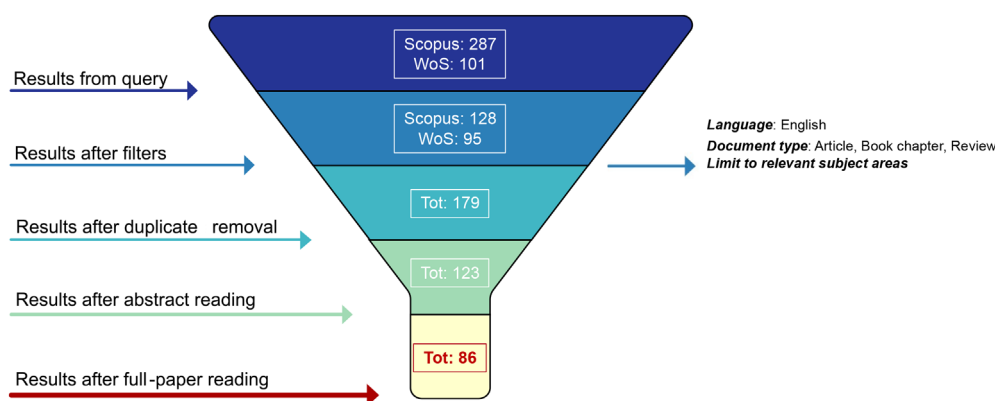 Scopus: 287
WoS: 101
Results from query
Scopus: 128
WoS: 95
Results after filters
Language: English
Document type: Article, Book chapter, Review
Limit to relevant subject areas
Tot: 179
Results after duplicate removal
Tot: 123
Results after abstract reading
Tot: 86
Results after full-paper reading